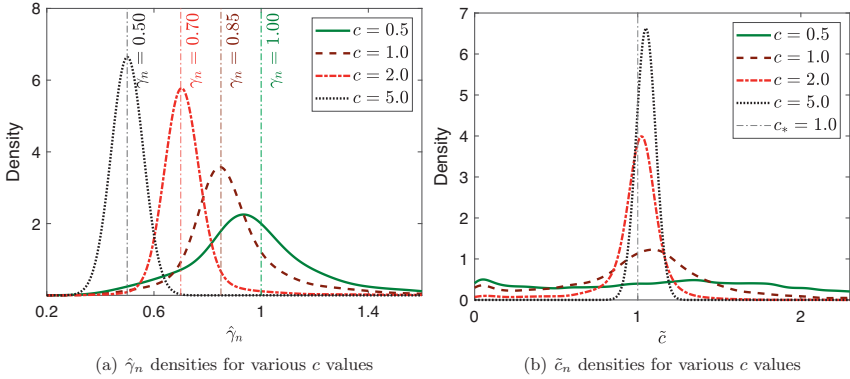 8
6
4
2
0
Density
γₙ = 0.50
γₙ = 0.70
γₙ = 0.85
γₙ = 1.00
c = 0.5
c = 1.0
c = 2.0
c = 5.0
0.2
0.6
1
1.4
γ̂ₙ
(a) γ̂ₙ densities for various c values
7
6
5
4
3
2
1
0
Density
c = 0.5
c = 1.0
c = 2.0
c = 5.0
c* = 1.0
0
1
2
c̃
(b) c̃ₙ densities for various c values